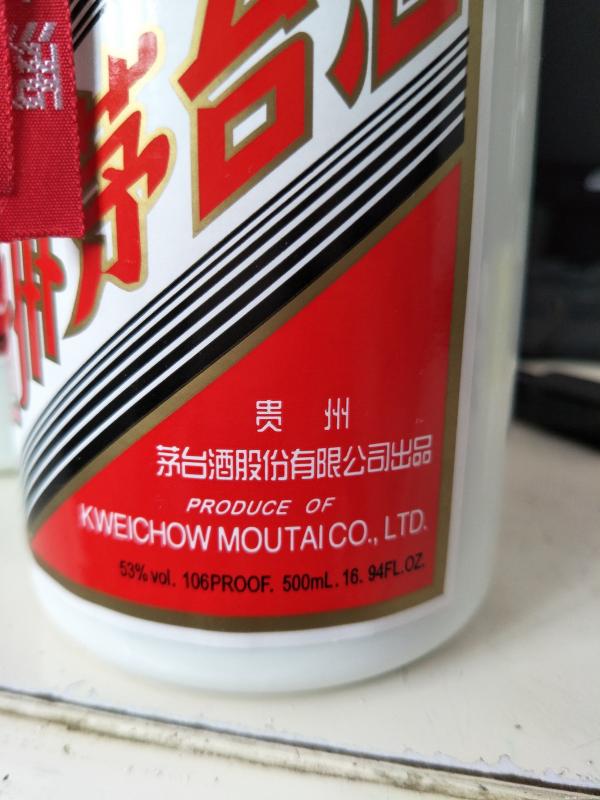 州茅台酒
贵 州
茅台酒股份有限公司出品
PRODUCE OF
KWEICHOW MOUTAI CO., LTD.
53% vol. 106PROOF. 500mL. 16. 94FL.OZ.